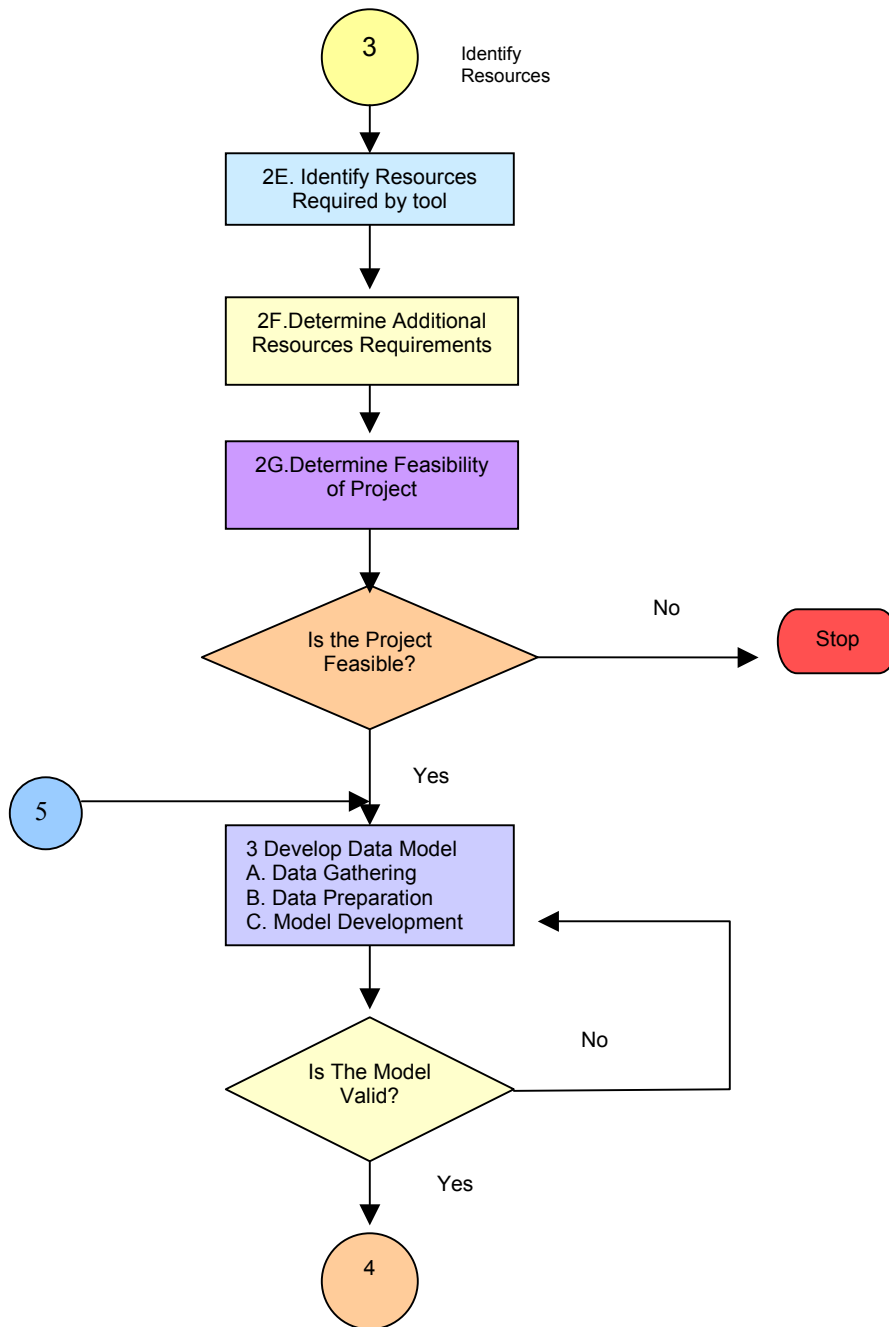 3
Identify
Resources
2E. Identify Resources
Required by tool
2F.Determine Additional
Resources Requirements
2G.Determine Feasibility
of Project
Is the Project
Feasible?
No
Stop
Yes
5
3 Develop Data Model
A. Data Gathering
B. Data Preparation
C. Model Development
Is The Model
Valid?
No
Yes
4